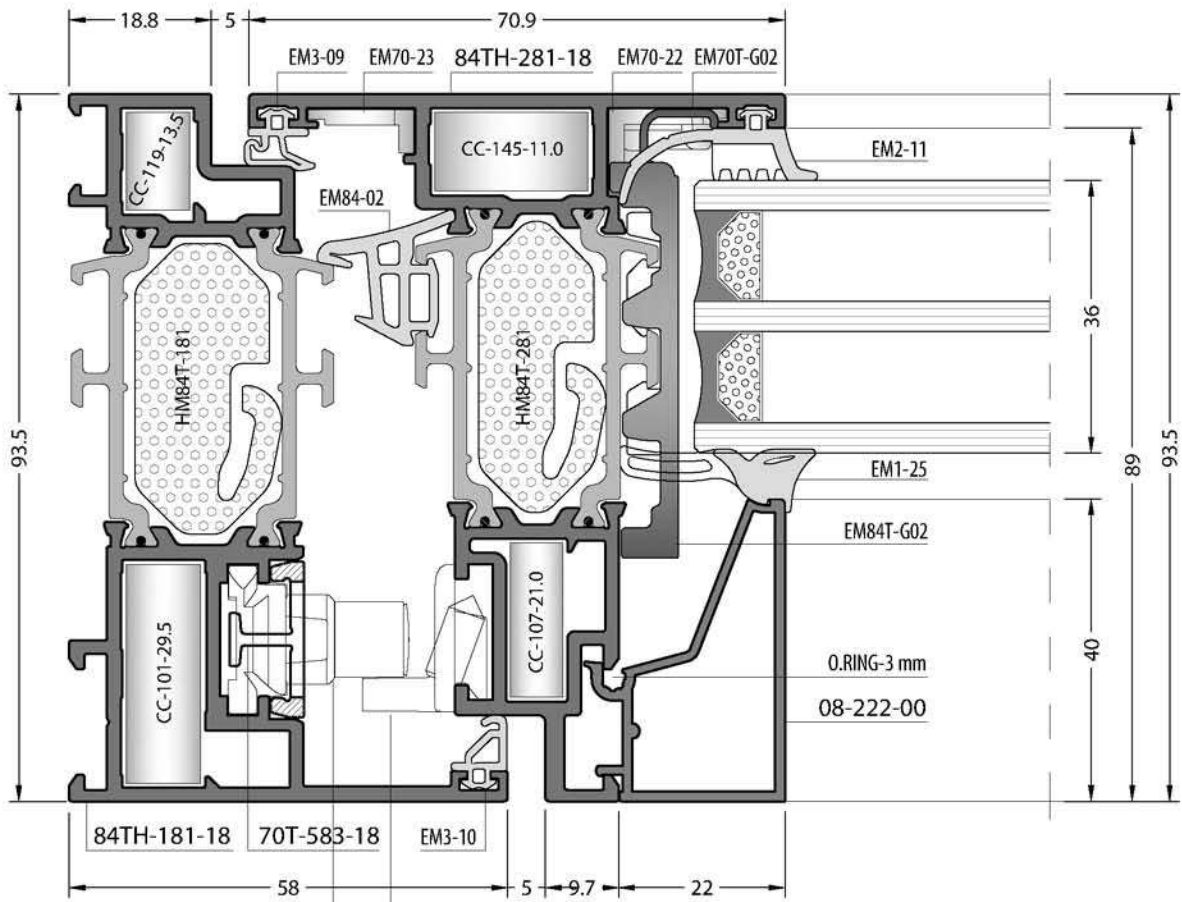 18.8
5
70.9
EM3-09
EM70-23
84TH-281-18
EM70-22
EM70T-G02
CC-119-13.5
CC-145-11.0
EM2-11
EM84-02
HM84T-181
HM84T-281
36
93.5
89
93.5
EM1-25
EM84T-G02
CC-101-29.5
CC-107-21.0
40
O.RING-3 mm
08-222-00
84TH-181-18
70T-583-18
EM3-10
58
5
9.7
22